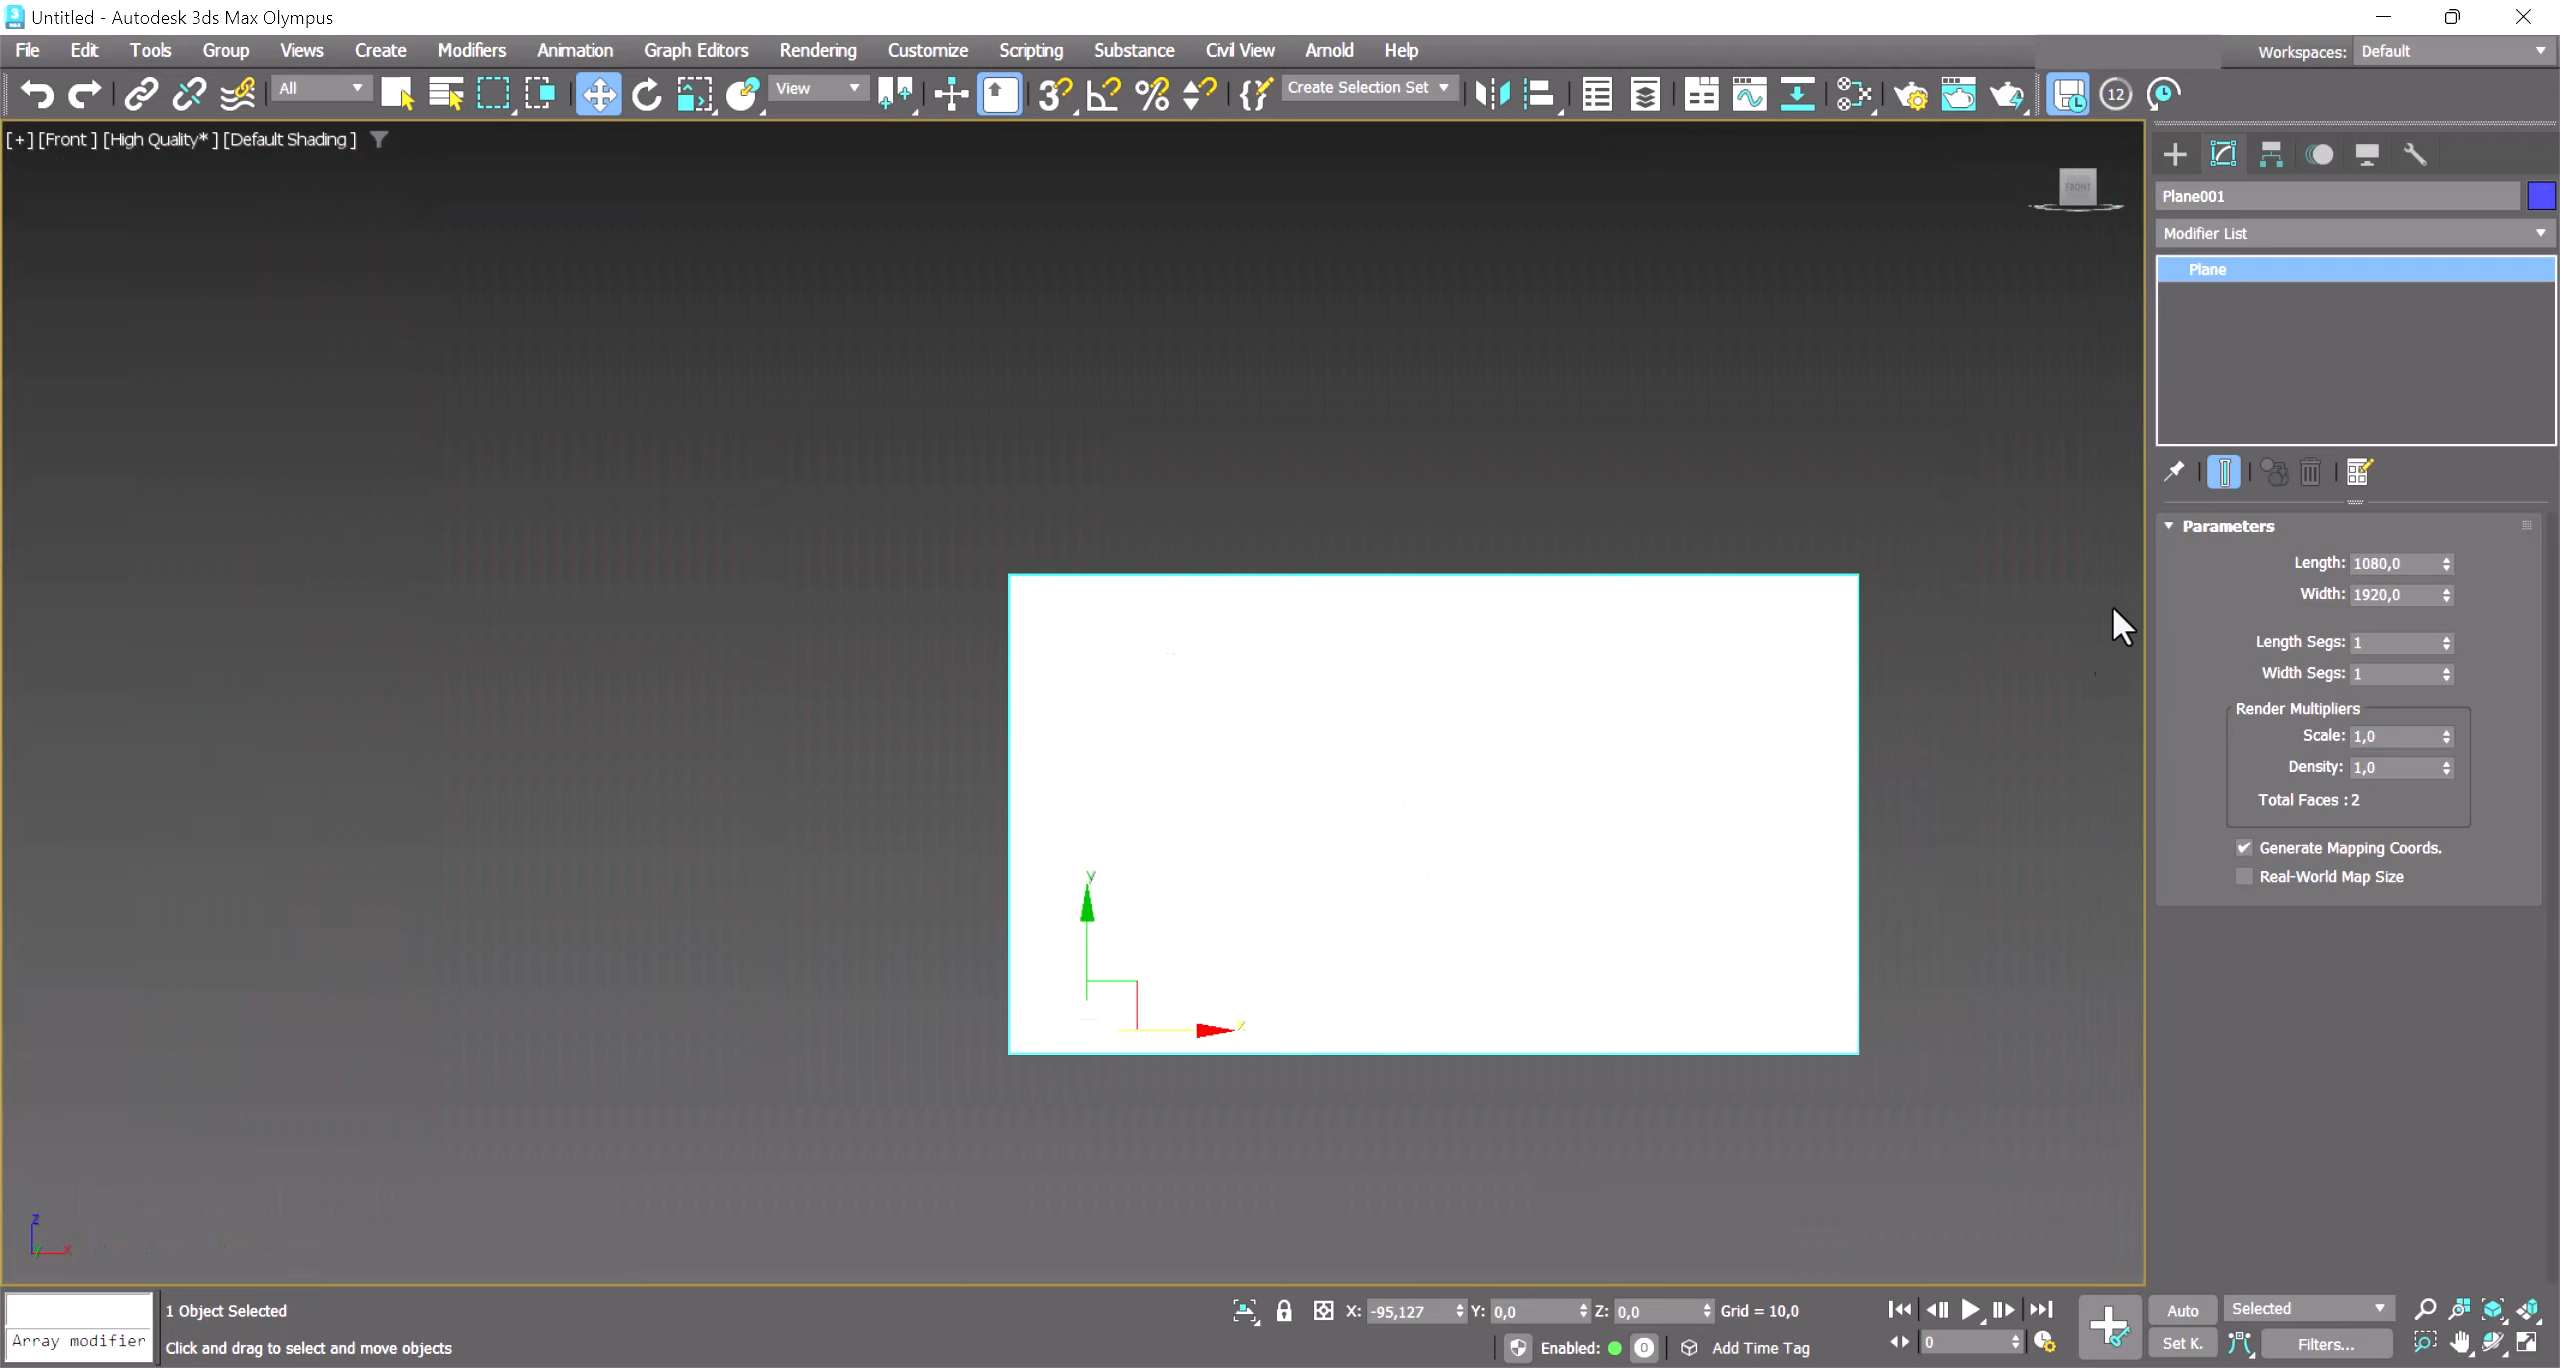 Untitled - Autodesk 3ds Max Olympus
File Edit Tools Group Views Create Modifiers Animation Graph Editors Rendering Customize Scripting Substance Civil View Arnold Help
Workspaces: Default
All
View
Create Selection Set
12
[+] [Front ] [High Quality* ] [Default Shading ]
FRONT
Plane001
Modifier List
Plane
Parameters
Length: 1080,0
Width: 1920,0
Length Segs: 1
Width Segs: 1
Render Multipliers
Scale: 1,0
Density: 1,0
Total Faces : 2
Generate Mapping Coords.
Real-World Map Size
y
x
z
y x
Array modifier
1 Object Selected
Click and drag to select and move objects
X: -95,127 Y: 0,0 Z: 0,0 Grid = 10,0
Enabled: 0 Add Time Tag
0
Auto Selected
Set K. Filters...